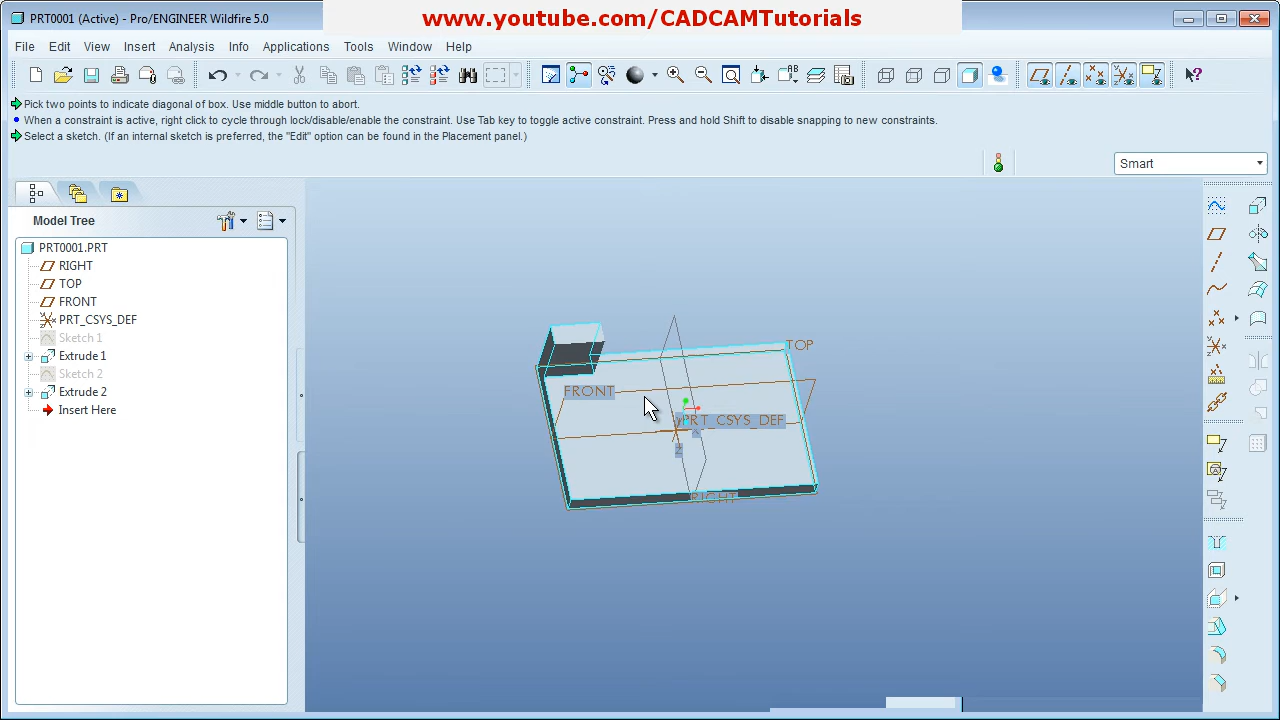 PRT0001 (Active) - Pro/ENGINEER Wildfire 5.0
www.youtube.com/CADCAMTutorials
File Edit View Insert Analysis Info Applications Tools Window Help
Pick two points to indicate diagonal of box. Use middle button to abort.
When a constraint is active, right click to cycle through lock/disable/enable the constraint. Use Tab key to toggle active constraint. Press and hold Shift to disable snapping to new constraints.
Select a sketch. (If an internal sketch is preferred, the "Edit" option can be found in the Placement panel.)
Smart
Model Tree
PRT0001.PRT
RIGHT
TOP
FRONT
PRT_CSYS_DEF
Sketch 1
Extrude 1
Sketch 2
Extrude 2
Insert Here
TOP
FRONT
PRT_CSYS_DEF
Z
RIGHT